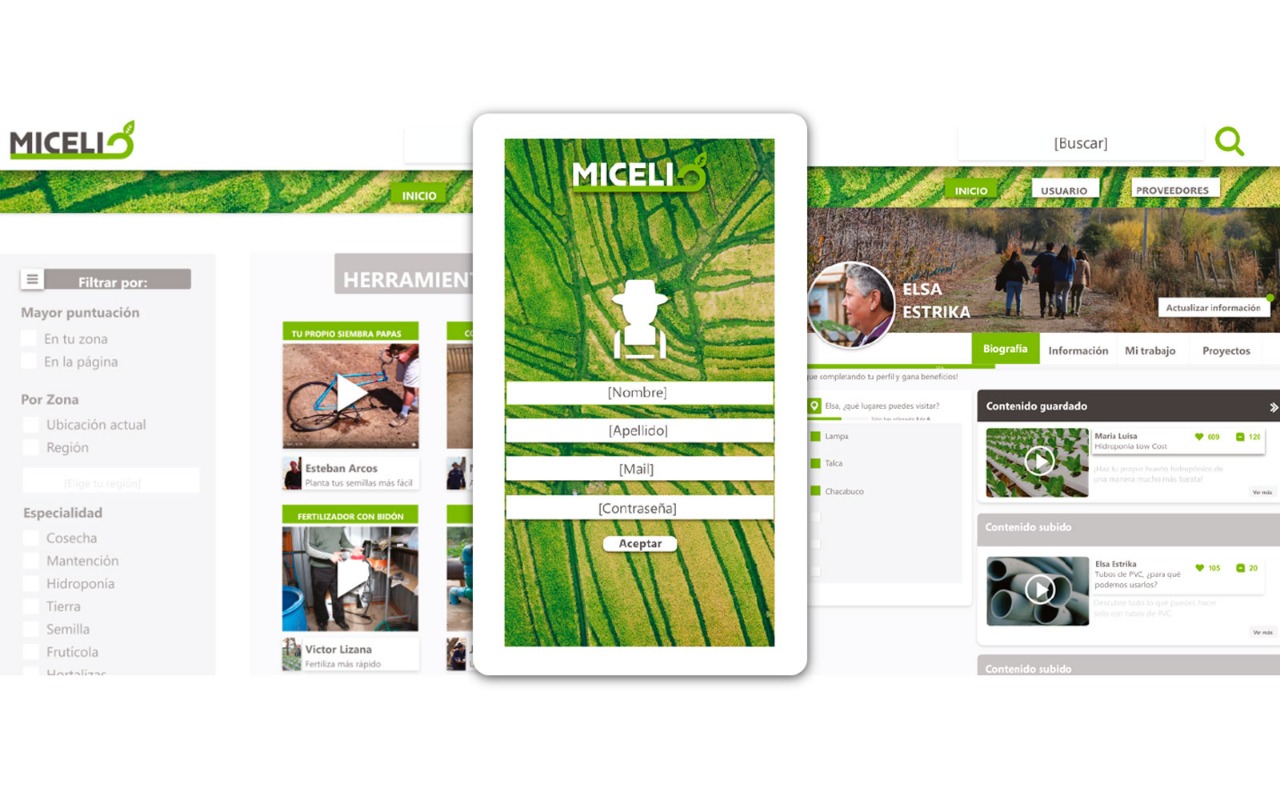 MICELIO
INICIO
Filtrar por:
Mayor puntuación
En tu zona
En la página
Por Zona
Ubicación actual
Región
[Elige tu región]
Especialidad
Cosecha
Mantención
Hidroponía
Tierra
Semilla
Frutícola
Hortalizas
HERRAMIEN
TU PROPIO SIEMBRA PAPAS
Esteban Arcos
Planta tus semillas más fácil
FERTILIZADOR CON BIDÓN
Victor Lizana
Fertiliza más rápido
MICELIO
[Nombre]
[Apellido]
[Mail]
[Contraseña]
Aceptar
[Buscar]
INICIO
USUARIO
PROVEEDORES
ELSA
ESTRIKA
Actualizar información
Biografía
Información
Mi trabajo
Proyectos
que completando tu perfil y gana beneficios!
Elsa, ¿qué lugares puedes visitar?
Lampa
Talca
Chacabuco
Contenido guardado
Maria Luisa
Hidroponia Low Cost
609
120
¡Haz tu propio huerto hidropónico de
una manera mucho más barata!
Ver más
Contenido subido
Elsa Estrika
Tubos de PVC, ¿para qué
podemos usarlos?
105
20
Descubre todo lo que puedes hacer
solo con tubos de PVC.
Ver más
Contenido subido